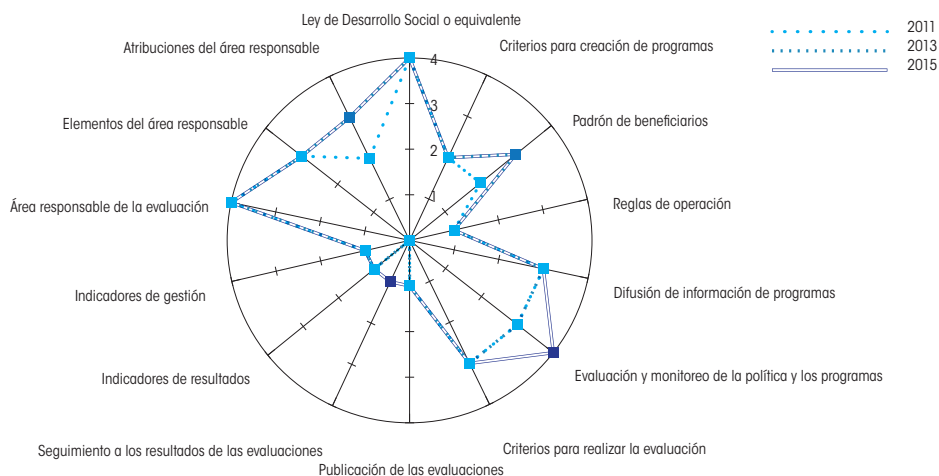 Ley de Desarrollo Social o equivalente
2011
2013
2015
Atribuciones del área responsable
Criterios para creación de programas
4
3
2
1
Elementos del área responsable
Padrón de beneficiarios
Área responsable de la evaluación
Reglas de operación
Indicadores de gestión
Difusión de información de programas
Indicadores de resultados
Evaluación y monitoreo de la política y los programas
Seguimiento a los resultados de las evaluaciones
Criterios para realizar la evaluación
Publicación de las evaluaciones